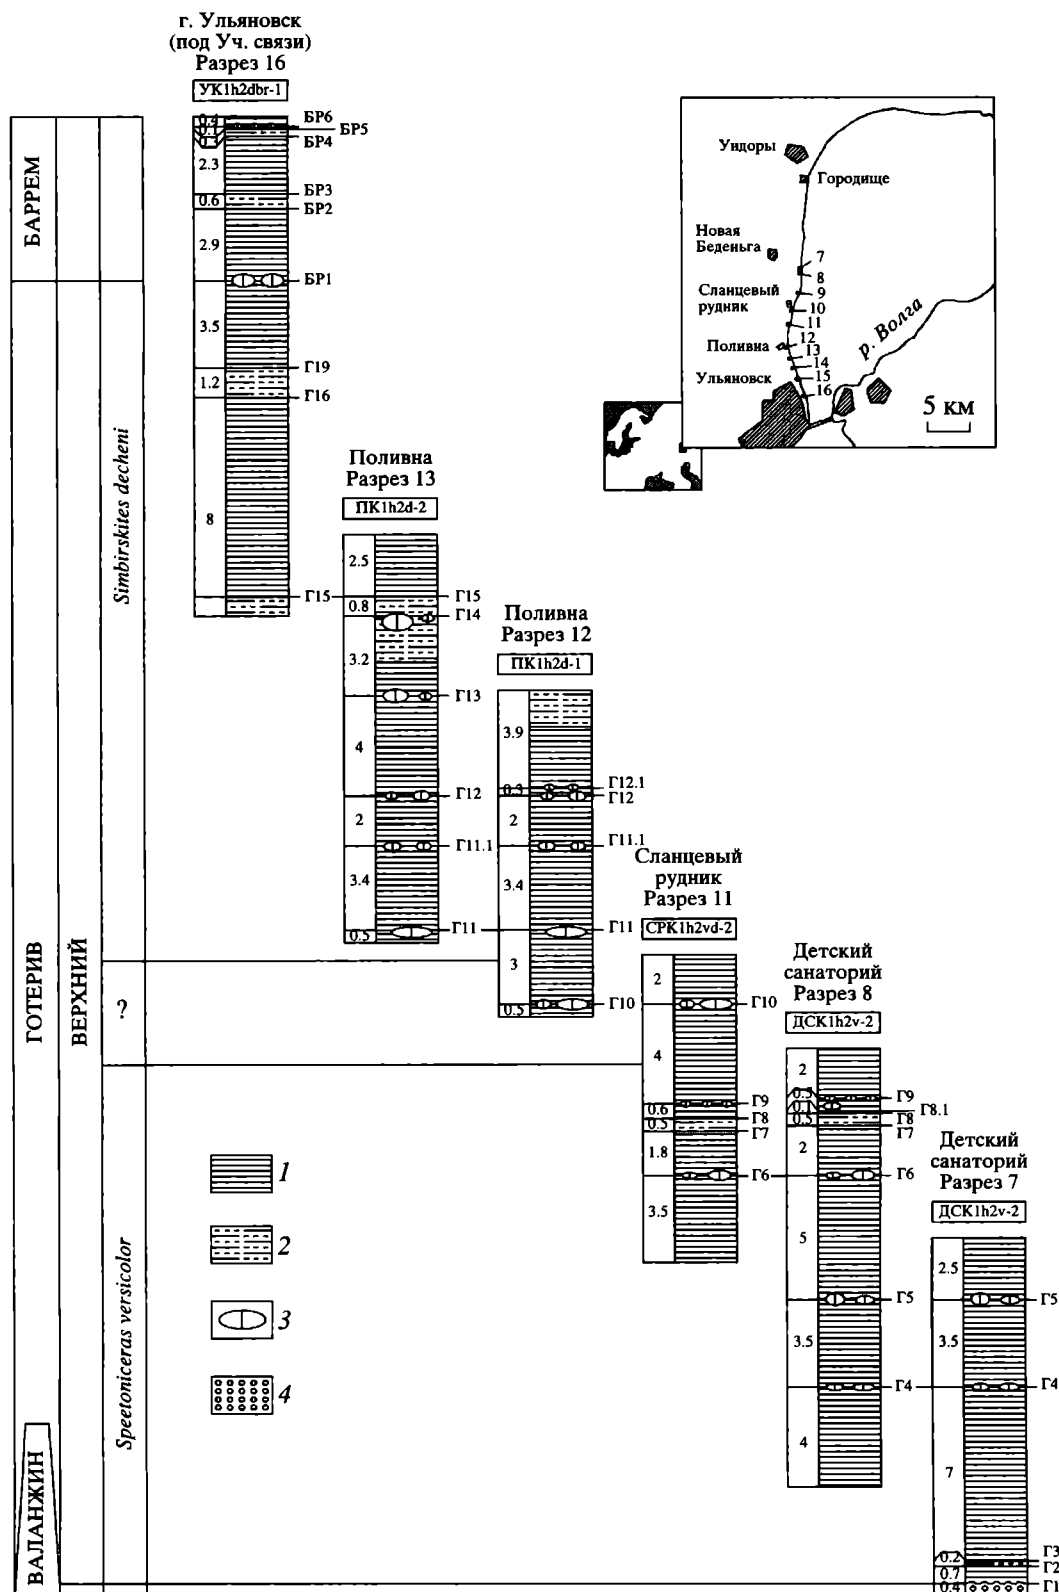 г. Ульяновск
(под Уч. связи)
Разрез 16
УК1h2dbr-1
0.4
0.1
2.3
0.6
2.9
3.5
1.2
8
БР6
БР5
БР4
БР3
БР2
БР1
Г19
Г16
Г15
Ундоры
Городище
Новая
Беденьга
7
8
Сланцевый
рудник
9
10
11
Поливна
12
13
14
Ульяновск
15
16
р. Волга
5 км
БАРРЕМ
ГОТЕРИВ
ВАЛАНЖИН
ВЕРХНИЙ
Simbirskites decheni
?
Speetoniceras versicolor
Поливна
Разрез 13
ПК1h2d-2
2.5
0.8
3.2
4
2
3.4
0.5
Г15
Г14
Г13
Г12
Г11.1
Г11
Поливна
Разрез 12
ПК1h2d-1
3.9
0.3
2
3.4
3
0.5
Г12.1
Г12
Г11.1
Г11
Г10
Сланцевый
рудник
Разрез 11
СРК1h2vd-2
2
4
0.6
0.5
1.8
3.5
Г10
Г9
Г8
Г7
Г6
Детский
санаторий
Разрез 8
ДСК1h2v-2
2
0.5
0.1
0.5
2
5
3.5
4
Г9
Г8.1
Г8
Г7
Г6
Г5
Г4
Детский
санаторий
Разрез 7
ДСК1h2v-2
2.5
3.5
7
0.2
0.7
0.4
Г5
Г4
Г3
Г2
Г1
1
2
3
4